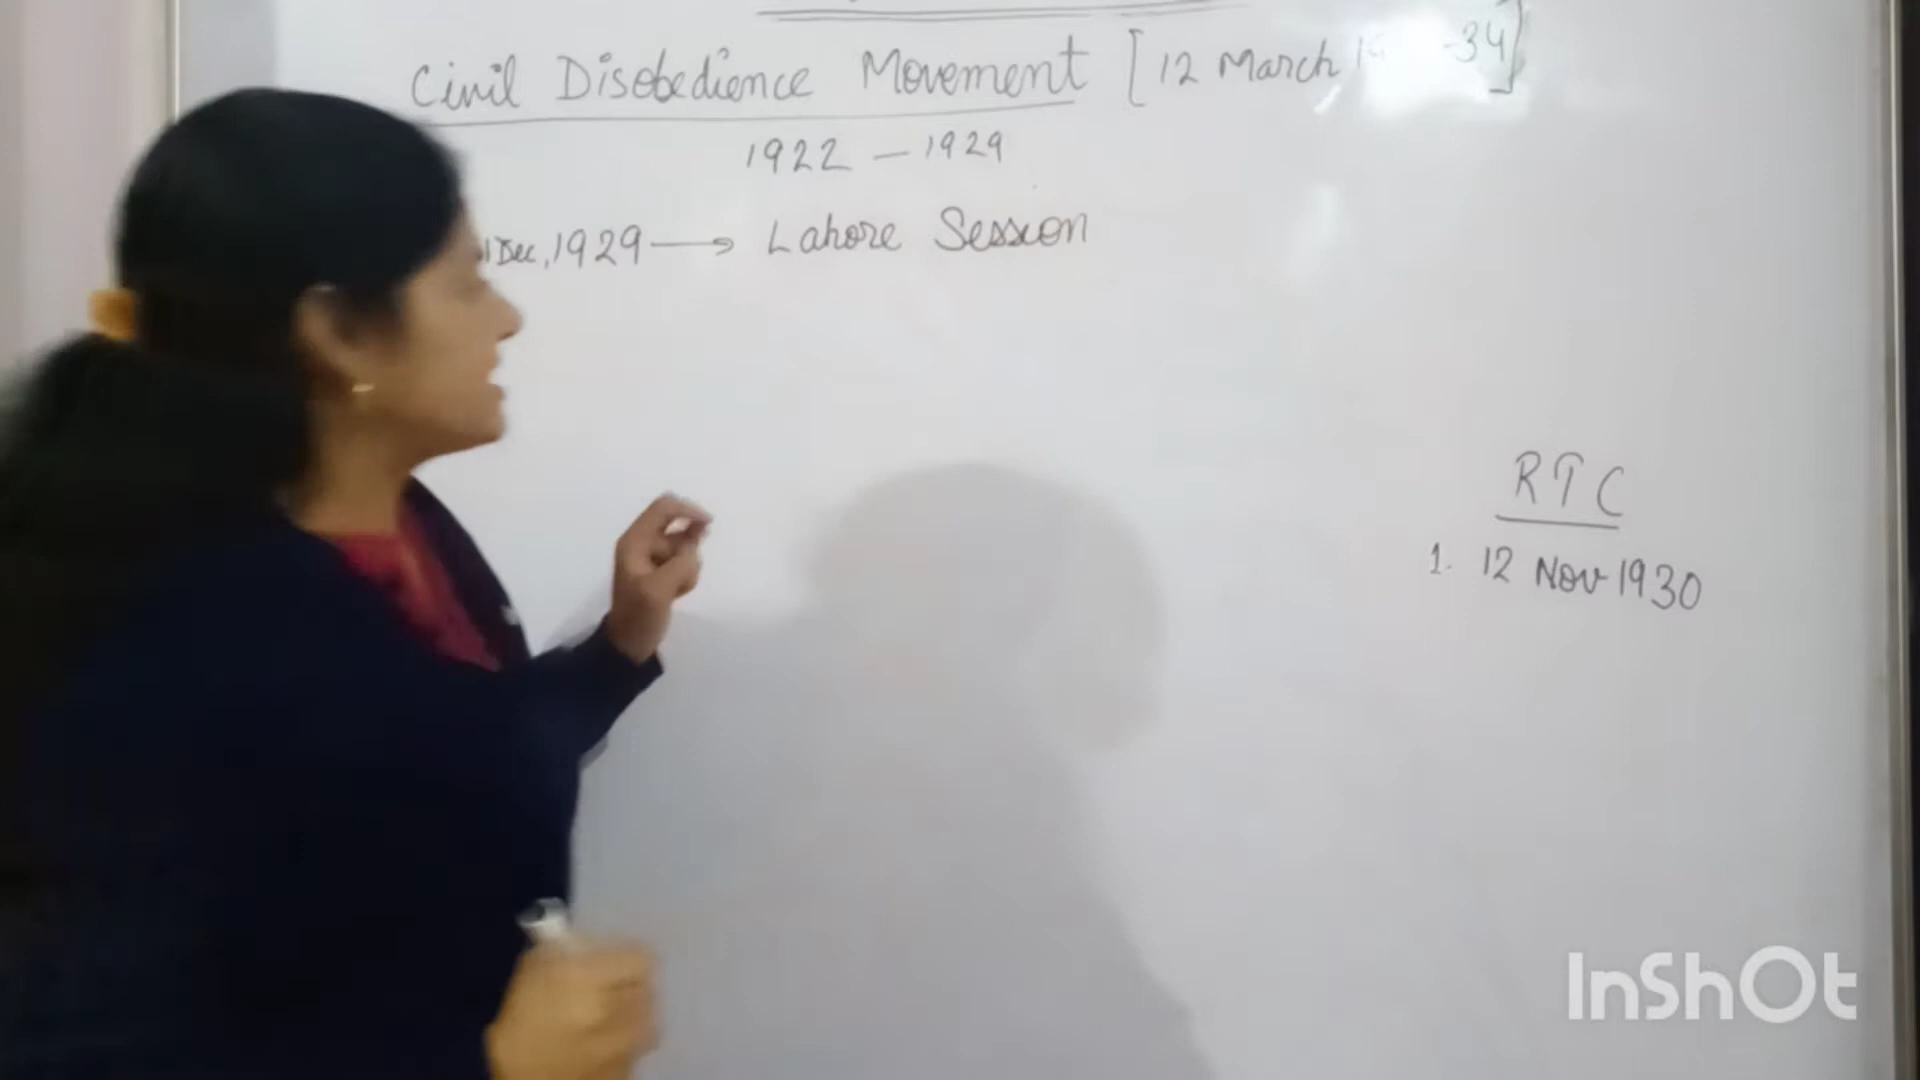 Civil Disobedience Movement [12 March -34]
1922 - 1929
Dec, 1929 → Lahore Session
RTC
1. 12 Nov 1930
InShOt